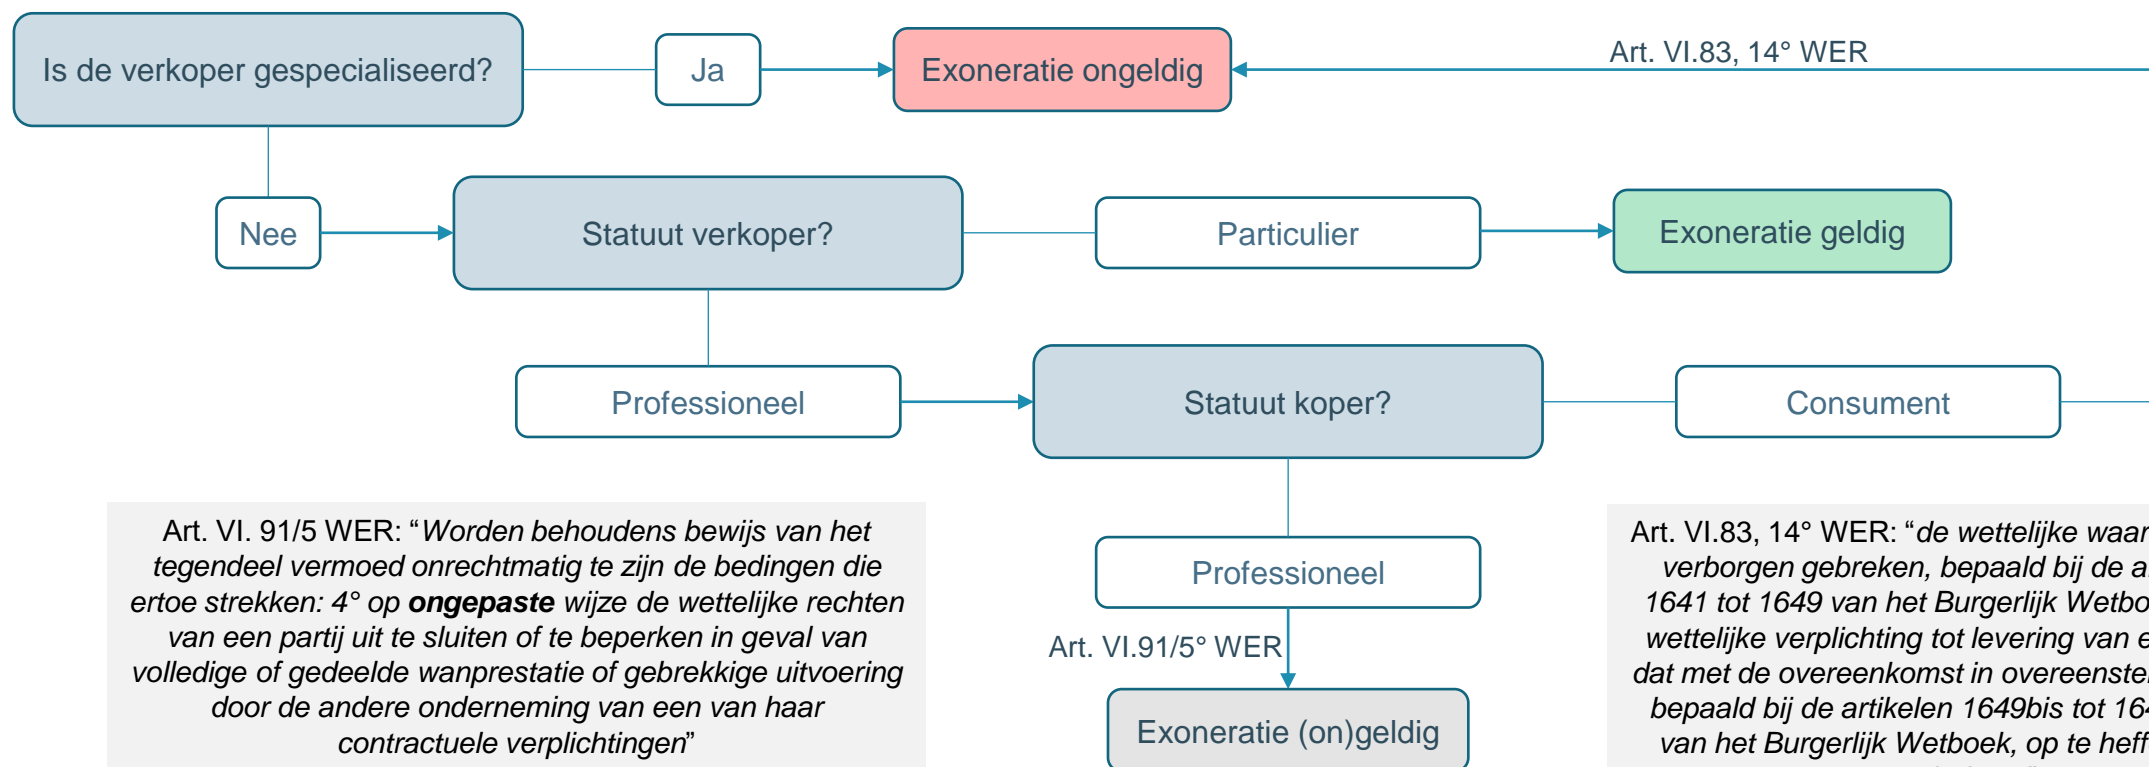 Is de verkoper gespecialiseerd?
Ja
Exoneratie ongeldig
Art. VI.83, 14° WER
Nee
Statuut verkoper?
Particulier
Exoneratie geldig
Professioneel
Statuut koper?
Consument
Art. VI. 91/5 WER: “Worden behoudens bewijs van het
tegendeel vermoed onrechtmatig te zijn de bedingen die
ertoe strekken: 4° op ongepaste wijze de wettelijke rechten
van een partij uit te sluiten of te beperken in geval van
volledige of gedeelde wanprestatie of gebrekkige uitvoering
door de andere onderneming van een van haar
contractuele verplichtingen”
Professioneel
Art. VI.91/5° WER
Exoneratie (on)geldig
Art. VI.83, 14° WER: “de wettelijke
verborgen gebreken, bepaald bij de
1641 tot 1649 van het Burgerlijk
wettelijke verplichting tot levering van
dat met de overeenkomst in
bepaald bij de artikelen 1649bis tot
van het Burgerlijk Wetboek, op te